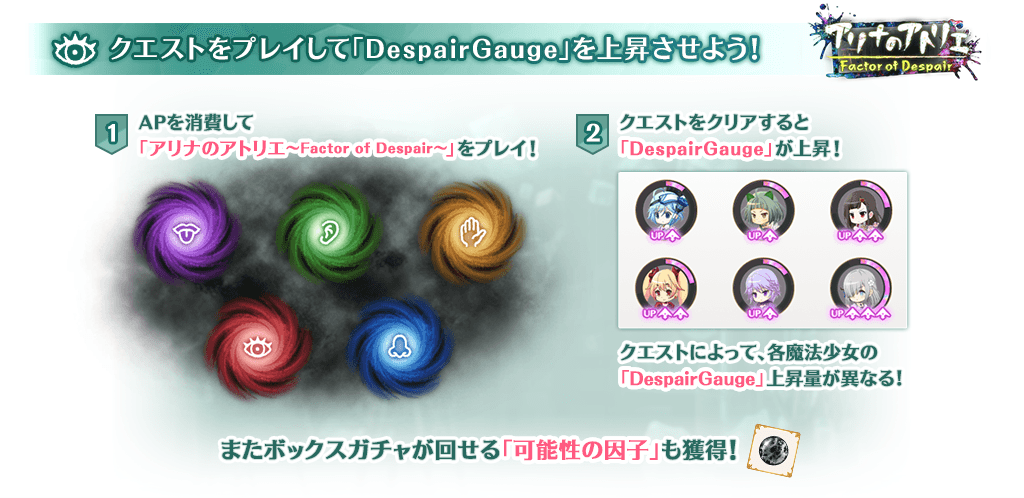 クエストをプレイして「DespairGauge」を上昇させよう!
アリナのアトリエ
Factor of Despair
1
APを消費して
「アリナのアトリエ~Factor of Despair~」をプレイ!
2
クエストをクリアすると
「DespairGauge」が上昇!
UP UP UP
UP UP UP
クエストによって、各魔法少女の
「DespairGauge」上昇量が異なる!
またボックスガチャが回せる「可能性の因子」も獲得!